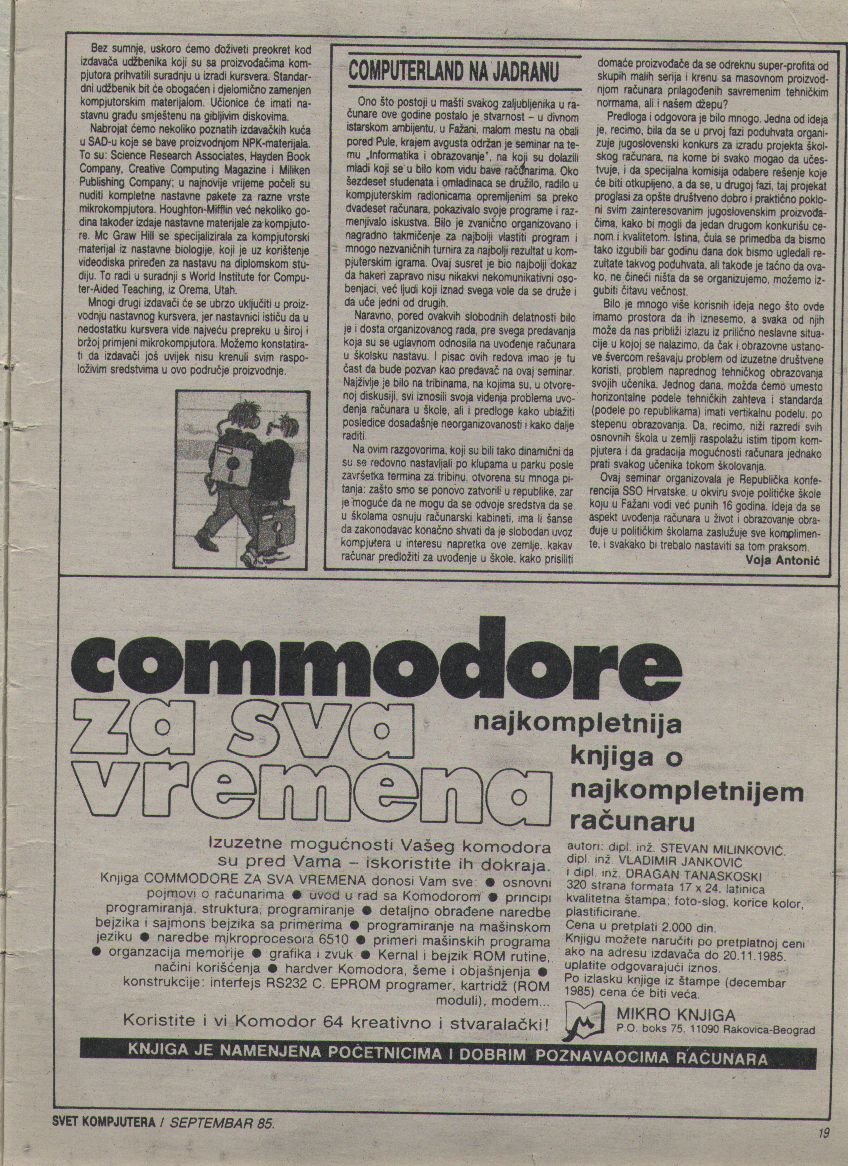 Bez sumnje, uskoro ćemo doživeti preokret kod
izdavača udžbenika koji su sa proizvođačima kom-
pjutora prihvatili suradnju u izradi kursvera. Standar-
dni udžbenik bit će obogaćen i djelomično zamenjen
kompjutorskim materijalom. Učionice će imati na-
stavnu građu smještenu na gibljivim diskovima.
Nabrojat ćemo nekoliko poznatih izdavačkih kuća
u SAD-u koje se bave proizvodnjom NPK-materijala.
To su: Science Research Associates, Hayden Book
Company, Creative Computing Magazine i Miliken
Publishing Company; u najnovije vrijeme počeli su
nuditi kompletne nastavne pakete za razne vrste
mikrokompjutora. Houghton-Mifflin već nekoliko go-
dina također izdaje nastavne materijale za kompjuto-
re. Mc Graw Hill se specijalizirala za kompjutorski
materijal iz nastavne biologije, koji je uz korištenje
videodiska priređen za nastavu na diplomskom stu-
diju. To radi u suradnji s World Institute for Compu-
ter-Aided Teaching, iz Orema, Utah.
Mnogi drugi izdavači će se ubrzo uključiti u proiz-
vodnju nastavnog kursvera, jer nastavnici ističu da u
nedostatku kursvera vide najveću prepreku u široj i
bržoj primjeni mikrokompjutora. Možemo konstatira-
ti da izdavači još uvijek nisu krenuli svim raspo-
loživim sredstvima u ovo područje proizvodnje.
COMPUTERLAND NA JADRANU
Ono što postoji u mašti svakog zaljubljenika u ra-
čunare ove godine postalo je stvarnost – u divnom
istarskom ambijentu, u Fažani, malom mestu na obali
pored Pule, krajem avgusta održan je seminar na te-
mu „Informatika i obrazovanje", na koji su dolazili
mladi koji se u bilo kom vidu bave računarima. Oko
šezdeset studenata i omladinaca se družilo, radilo u
kompjuterskim radionicama opremljenim sa preko
dvadeset računara, pokazivalo svoje programe i raz-
menjivalo iskustva. Bilo je zvanično organizovano i
nagradno takmičenje za najbolji vlastiti program i
mnogo nezvaničnih turnira za najbolji rezultat u kom-
pjuterskim igrama. Ovaj susret je bio najbolji dokaz
da hakeri zapravo nisu nikakvi nekomunikativni oso-
benjaci, već ljudi koji iznad svega vole da se druže i
da uče jedni od drugih.
Naravno, pored ovakvih slobodnih delatnosti bilo
je i dosta organizovanog rada, pre svega predavanja
koja su se uglavnom odnosila na uvođenje računara
u školsku nastavu. I pisac ovih redova imao je tu
čast da bude pozvan kao predavač na ovaj seminar.
Najživlje je bilo na tribinama, na kojima su, u otvore-
noj diskusiji, svi iznosili svoja viđenja problema uvo-
đenja računara u škole, ali i predloge kako ublažiti
posledice dosadašnje neorganizovanosti i kako dalje
raditi.
Na ovim razgovorima, koji su bili tako dinamični da
su se redovno nastavljali po klupama u parku posle
završetka termina za tribinu, otvorena su mnoga pi-
tanja: zašto smo se ponovo zatvorili u republike, zar
je moguće da ne mogu da se odvoje sredstva da se
u školama osnuju računarski kabineti, ima li šanse
da zakonodavac konačno shvati da je slobodan uvoz
kompjutera u interesu napretka ove zemlje, kakav
računar predložiti za uvođenje u škole, kako prisiliti
domaće proizvođače da se odreknu super-profita od
skupih malih serija i krenu sa masovnom proizvod-
njom računara prilagođenih savremenim tehničkim
normama, ali i našem džepu?
Predloga i odgovora je bilo mnogo. Jedna od ideja
je, recimo, bila da se u prvoj fazi poduhvata organi-
zuje jugoslovenski konkurs za izradu projekta škol-
skog računara, na kome bi svako mogao da učes-
tvuje, i da specijalna komisija odabere rešenje koje
će biti otkupljeno, a da se, u drugoj fazi, taj projekat
proglasi za opšte društveno dobro i praktično poklo-
ni svim zainteresovanim jugoslovenskim proizvođa-
čima, kako bi mogli da jedan drugom konkurišu ce-
nom i kvalitetom. Istina, čula se primedba da bismo
tako izgubili bar godinu dana dok bismo ugledali re-
zultate takvog poduhvata, ali takođe je tačno da ova-
ko, ne čineći ništa da se organizujemo, možemo iz-
gubiti čitavu večnost.
Bilo je mnogo više korisnih ideja nego što ovde
imamo prostora da ih iznesemo, a svaka od njih
može da nas približi izlazu iz prilično neslavne situa-
cije u kojoj se nalazimo, da čak i obrazovne ustano-
ve švercom rešavaju problem od izuzetne društvene
koristi, problem naprednog tehničkog obrazovanja
svojih učenika. Jednog dana, možda ćemo umesto
horizontalne podele tehničkih zahteva i standarda
(podele po republikama) imati vertikalnu podelu, po
stepenu obrazovanja. Da, recimo, niži razredi svih
osnovnih škola u zemlji raspolažu istim tipom kom-
pjutera i da gradacija mogućnosti računara jednako
prati svakog učenika tokom školovanja.
Ovaj seminar organizovala je Republička konfe-
rencija SSO Hrvatske, u okviru svoje političke škole
koju u Fažani vodi već punih 16 godina. Ideja da se
aspekt uvođenja računara u život i obrazovanje obra-
đuje u političkim školama zaslužuje sve komplimen-
te, i svakako bi trebalo nastaviti sa tom praksom.
Voja Antonić
commodore
za sva
vremena
najkompletnija
knjiga o
najkompletnijem
računaru
Izuzetne mogućnosti Vašeg komodora
su pred Vama – iskoristite ih dokraja.
Knjiga COMMODORE ZA SVA VREMENA donosi Vam sve: ● osnovni
pojmovi o računarima ● uvod u rad sa Komodorom ● principi
programiranja, struktura, programiranje ● detaljno obrađene naredbe
bejzika i sajmons bejzika sa primerima ● programiranje na mašinskom
jeziku ● naredbe mjkroprocesora 6510 ● primeri mašinskih programa
● organzacija memorije ● grafika i zvuk ● Kernal i bejzik ROM rutine,
načini korišćenja ● hardver Komodora, šeme i objašnjenja ●
konstrukcije: interfejs RS232 C, EPROM programer, kartridž (ROM
moduli), modem...
Koristite i vi Komodor 64 kreativno i stvaralački!
autori: dipl. inž. STEVAN MILINKOVIĆ,
dipl. inž. VLADIMIR JANKOVIĆ
i dipl. inž. DRAGAN TANASKOSKI
320 strana formata 17 x 24, latinica
kvalitetna štampa; foto-slog, korice kolor,
plastificirane.
Cena u pretplati 2.000 din.
Knjigu možete naručiti po pretplatnoj ceni
ako na adresu izdavača do 20.11.1985.
uplatite odgovarajući iznos.
Po izlasku knjige iz štampe (decembar
1985) cena će biti veća.
MIKRO KNJIGA
P.O. boks 75, 11090 Rakovica-Beograd
KNJIGA JE NAMENJENA POČETNICIMA I DOBRIM POZNAVAOCIMA RAČUNARA
SVET KOMPJUTERA / SEPTEMBAR 85.
19